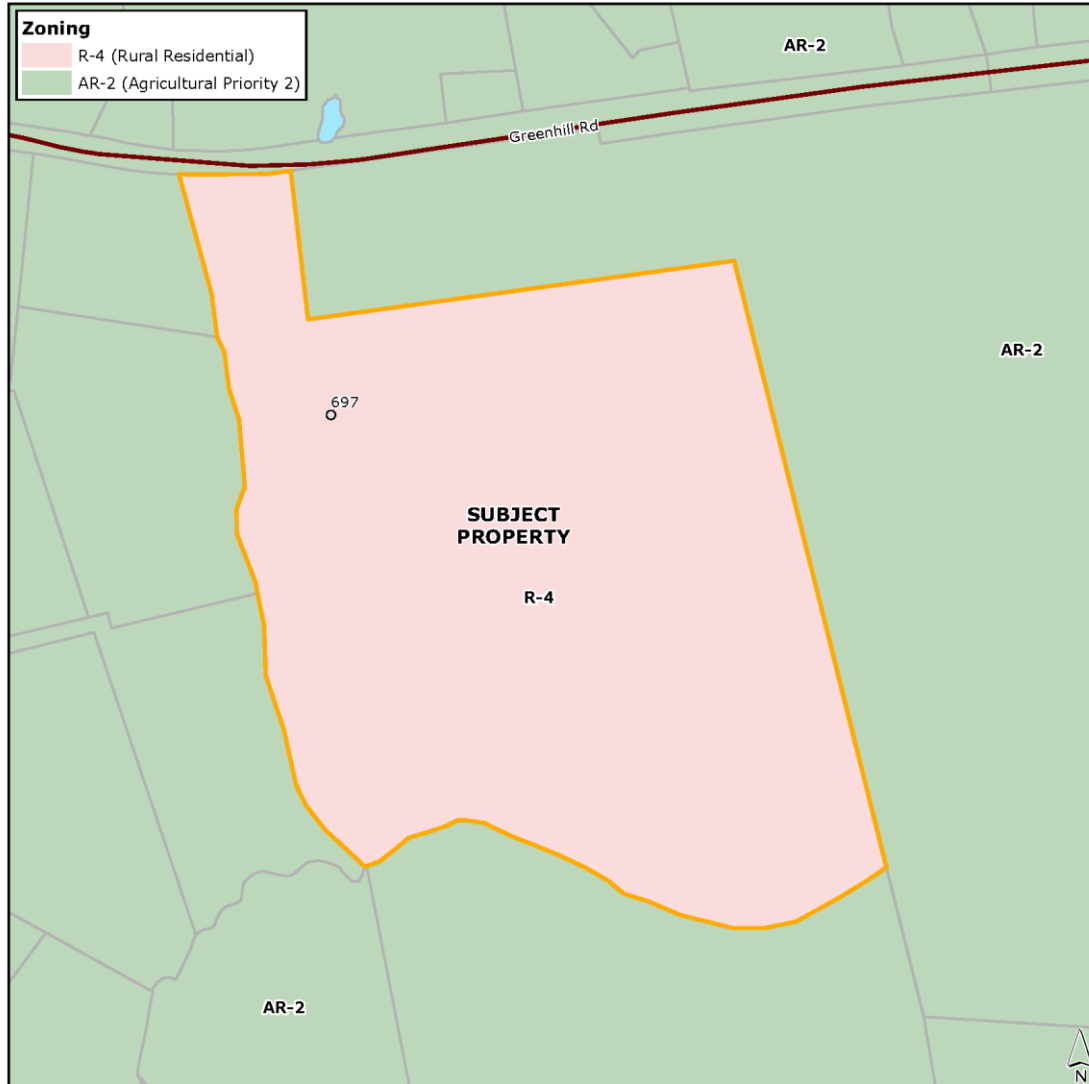 Zoning
R-4 (Rural Residential)
AR-2 (Agricultural Priority 2)
AR-2
Greenhill Rd
AR-2
697
SUBJECT
PROPERTY
R-4
AR-2
N